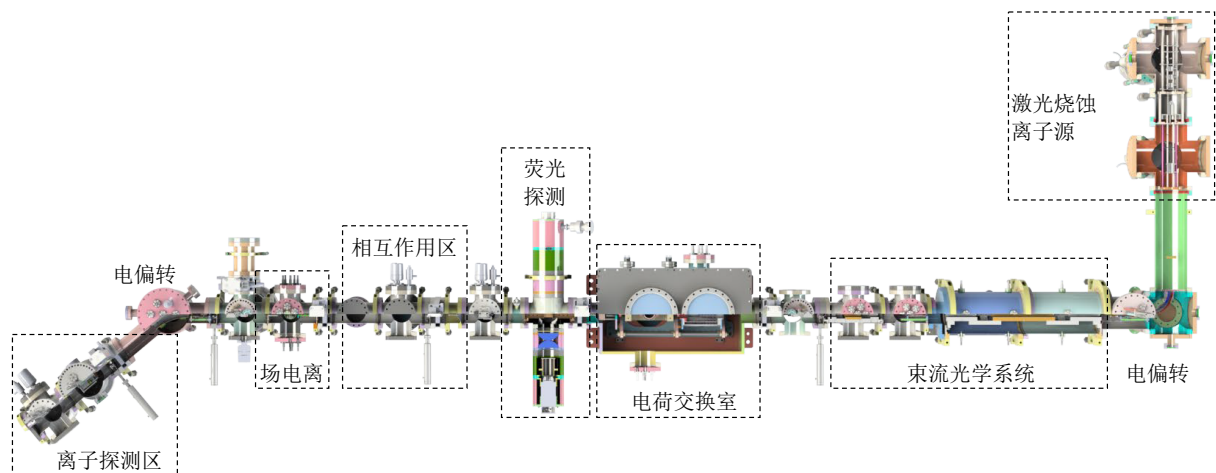 激光烧蚀
离子源
荧光
探测
相互作用区
电偏转
场电离
电荷交换室
束流光学系统
电偏转
离子探测区